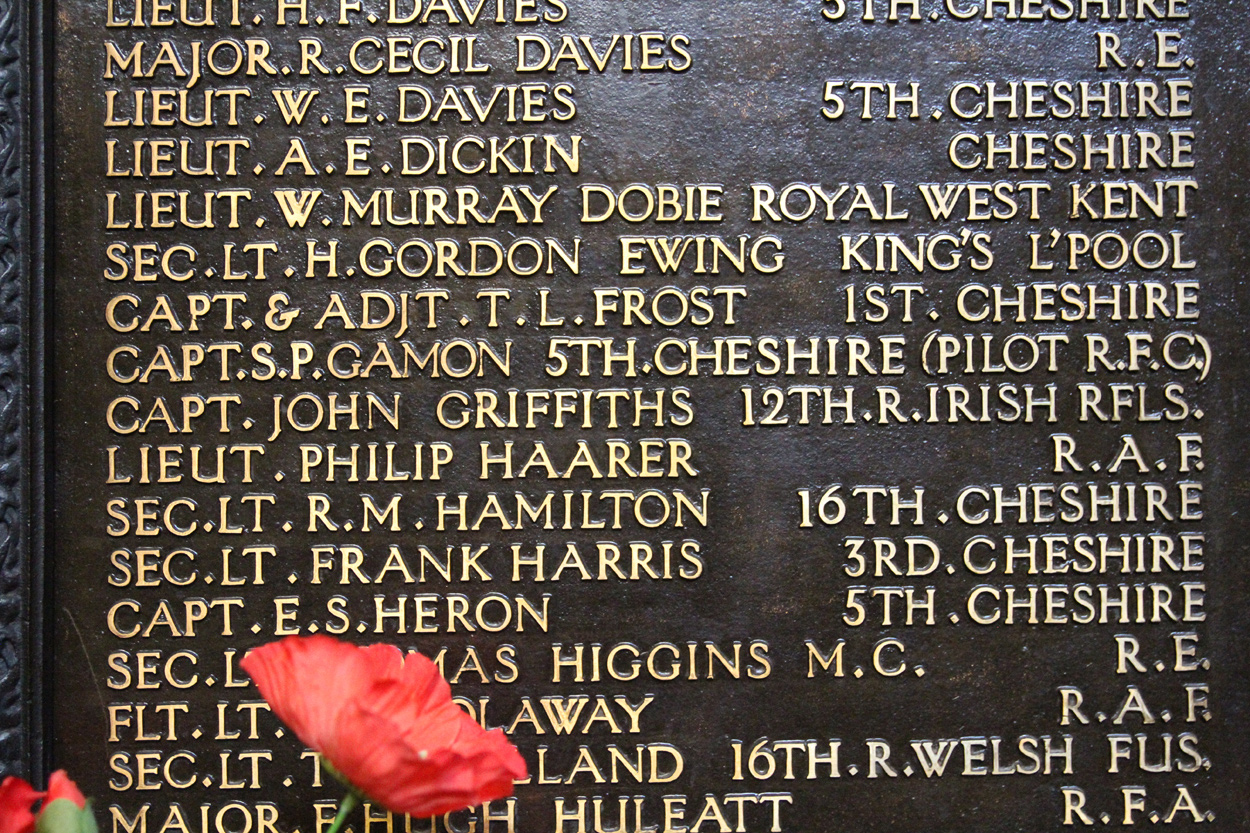 LIEUT. H. F. DAVIES 5TH. CHESHIRE
MAJOR. R. CECIL DAVIES R.E.
LIEUT. W. E. DAVIES 5TH. CHESHIRE
LIEUT. A. E. DICKIN CHESHIRE
LIEUT. W. MURRAY DOBIE ROYAL WEST KENT
SEC. LT. H. GORDON EWING KING'S L'POOL
CAPT. & ADJT. T. L. FROST 1ST. CHESHIRE
CAPT. S.P. GAMON 5TH. CHESHIRE (PILOT R.F.C.)
CAPT. JOHN GRIFFITHS 12TH. R. IRISH RFLS.
LIEUT. PHILIP HAARER R.A.F.
SEC. LT. R.M. HAMILTON 16TH. CHESHIRE
SEC. LT. FRANK HARRIS 3RD. CHESHIRE
CAPT. E.S. HERON 5TH. CHESHIRE
SEC. HIGGINS M.C. R.E.
FLT. LT. R.A.F.
SEC. LT. 16TH. R. WELSH FUS.
MAJOR. F. HUGH HULEATT R.F.A.